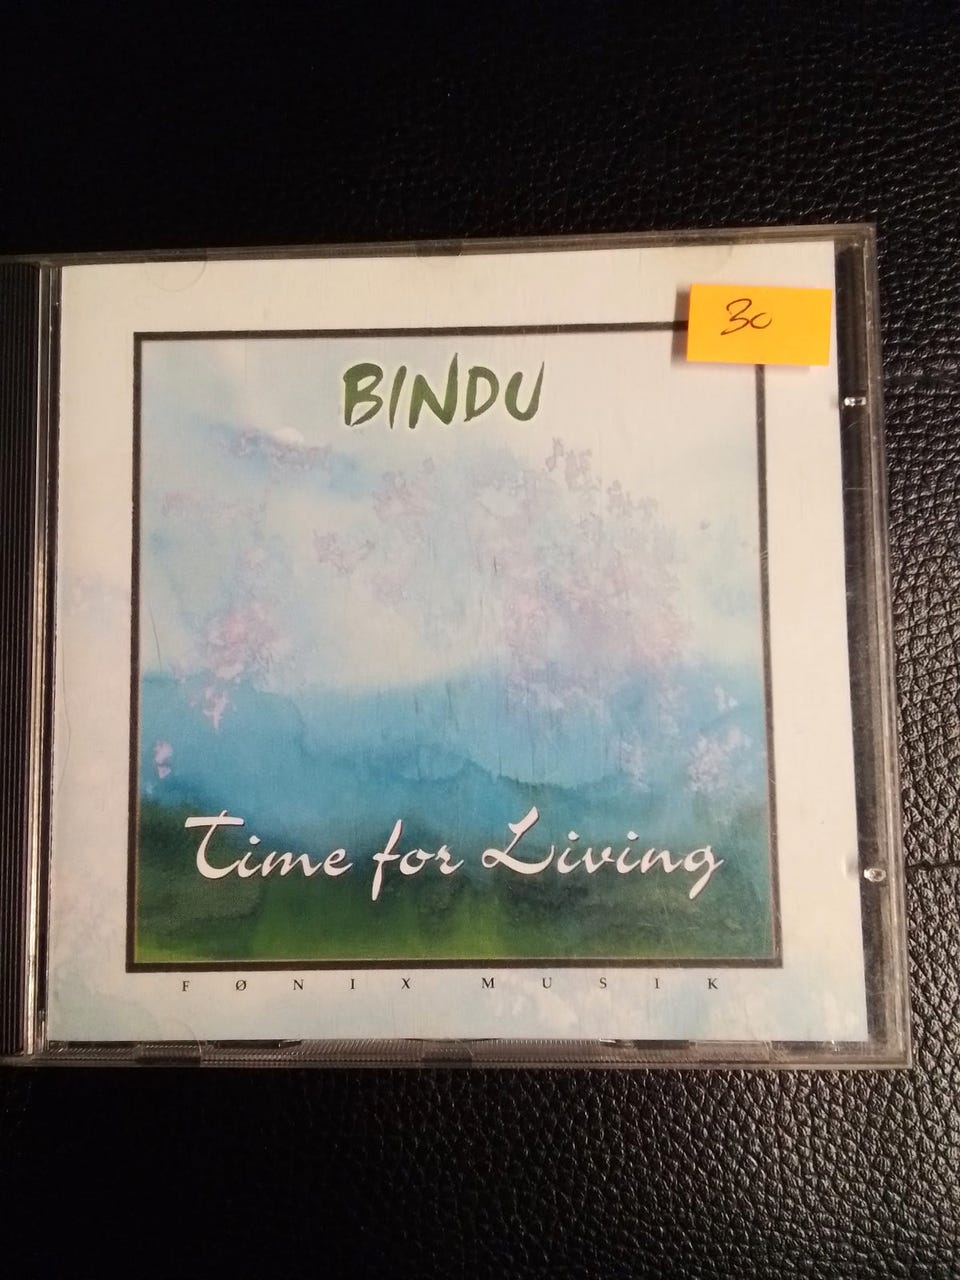 30
BINDU
Time for Living
FØNIX MUSIK